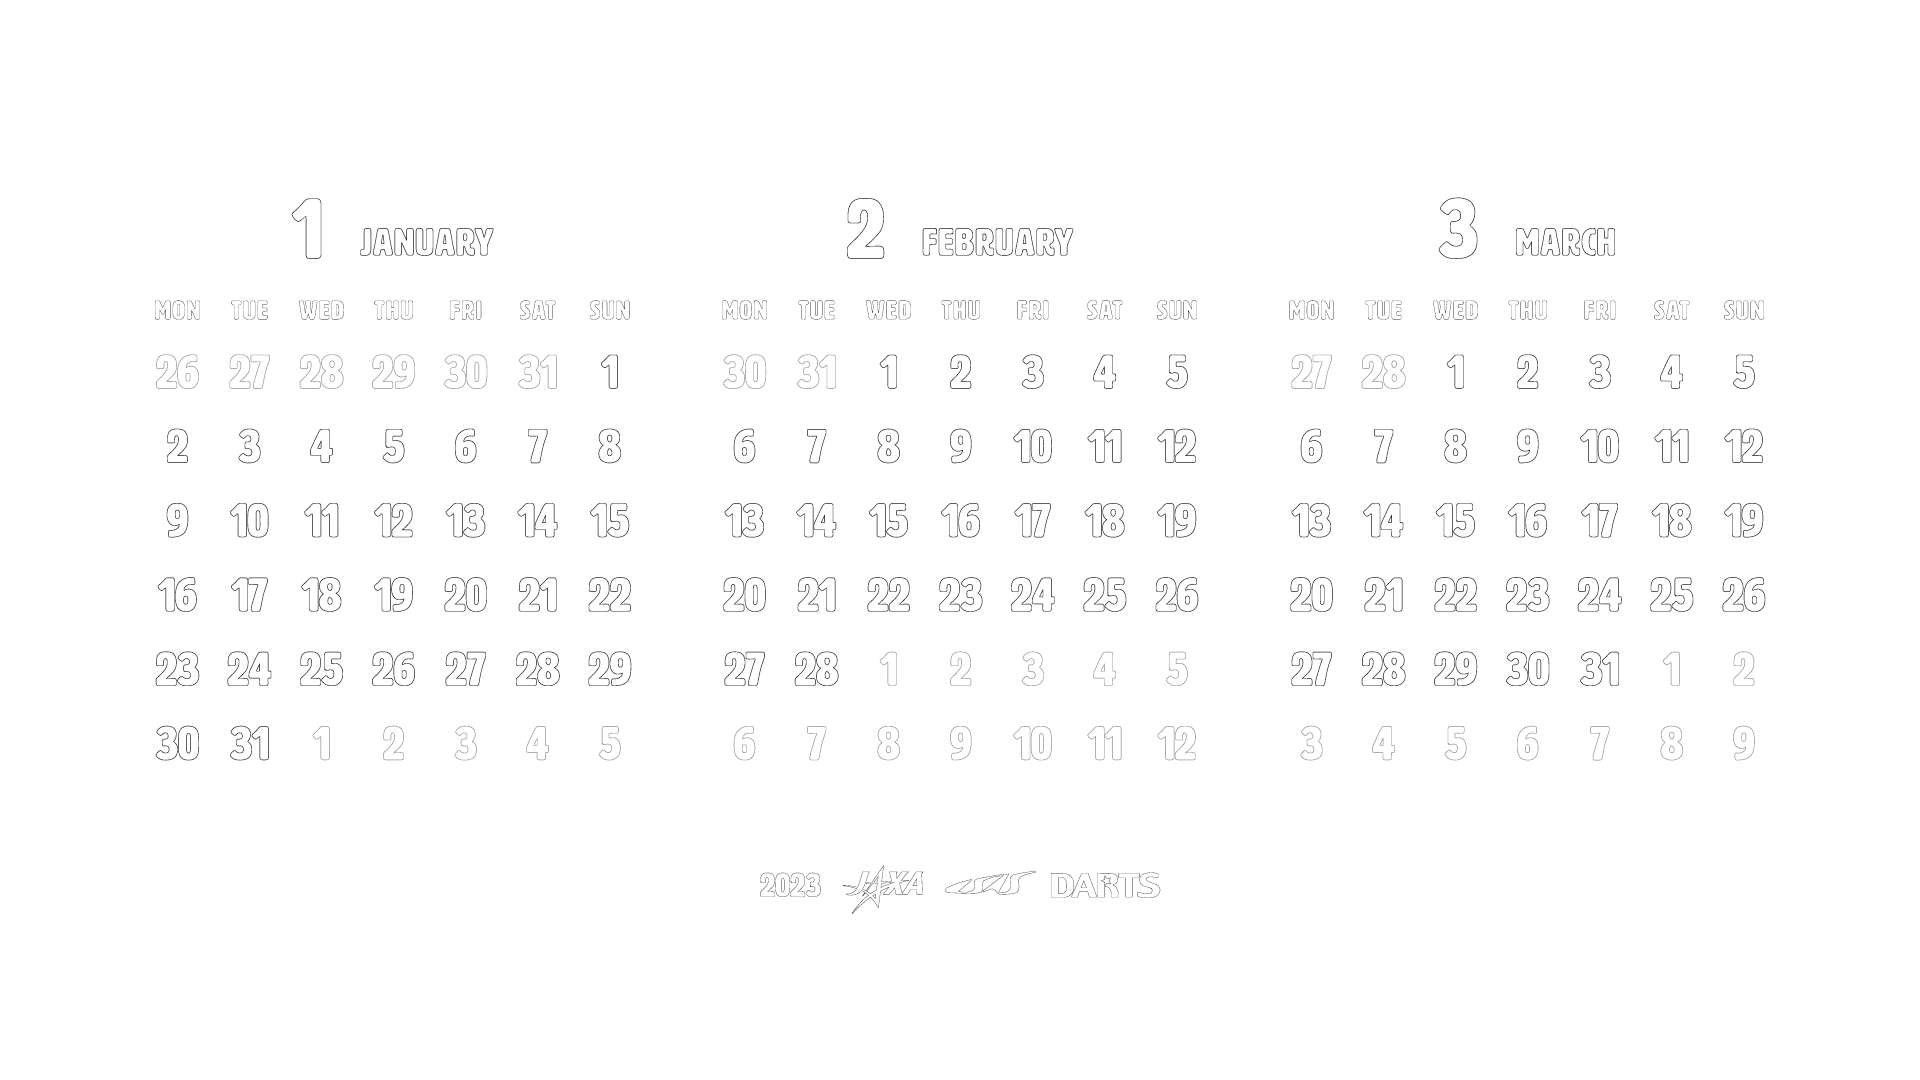 1 JANUARY
MON TUE WED THU FRI SAT SUN
26 27 28 29 30 31 1
2 3 4 5 6 7 8
9 10 11 12 13 14 15
16 17 18 19 20 21 22
23 24 25 26 27 28 29
30 31 1 2 3 4 5
2 FEBRUARY
MON TUE WED THU FRI SAT SUN
30 31 1 2 3 4 5
6 7 8 9 10 11 12
13 14 15 16 17 18 19
20 21 22 23 24 25 26
27 28 1 2 3 4 5
6 7 8 9 10 11 12
3 MARCH
MON TUE WED THU FRI SAT SUN
27 28 1 2 3 4 5
6 7 8 9 10 11 12
13 14 15 16 17 18 19
20 21 22 23 24 25 26
27 28 29 30 31 1 2
3 4 5 6 7 8 9
2023 JAXA ISAS DARTS